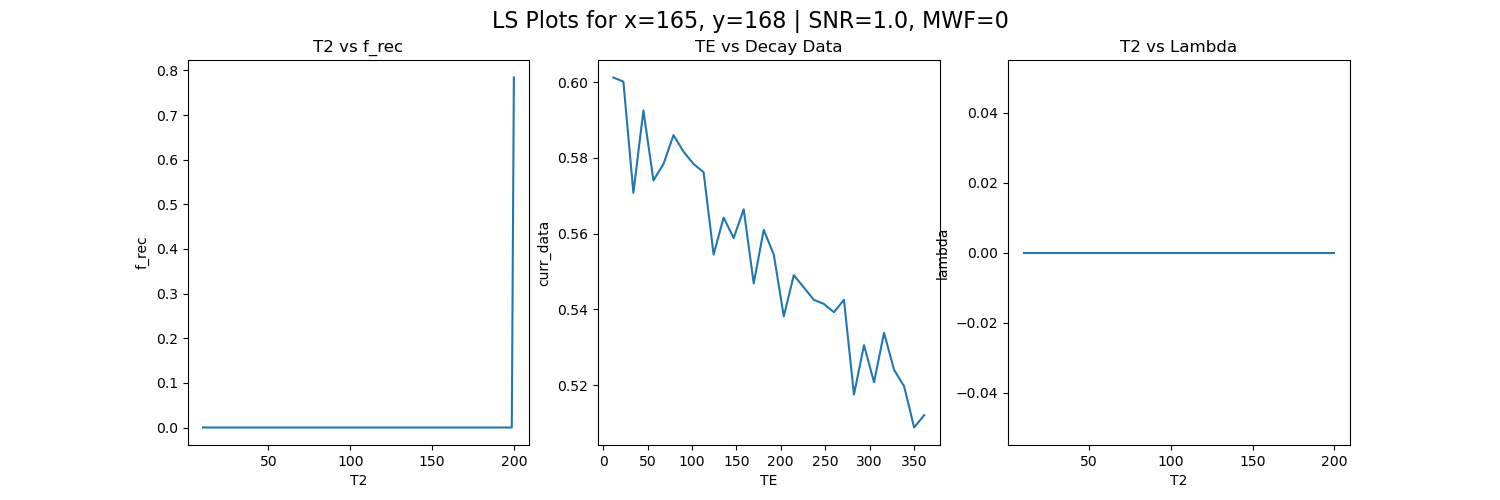 LS Plots for x=165, y=168 | SNR=1.0, MWF=0
T2 vs f_rec
f_rec
0.8
0.7
0.6
0.5
0.4
0.3
0.2
0.1
0.0
50 100 150 200
T2
TE vs Decay Data
curr_data
0.60
0.58
0.56
0.54
0.52
0 50 100 150 200 250 300 350
TE
T2 vs Lambda
lambda
0.04
0.02
0.00
−0.02
−0.04
50 100 150 200
T2